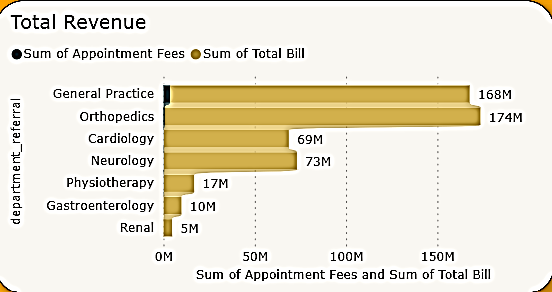 Total Revenue
Sum of Appointment Fees Sum of Total Bill
department_referral
General Practice 168M
Orthopedics 174M
Cardiology 69M
Neurology 73M
Physiotherapy 17M
Gastroenterology 10M
Renal 5M
0M 50M 100M 150M
Sum of Appointment Fees and Sum of Total Bill